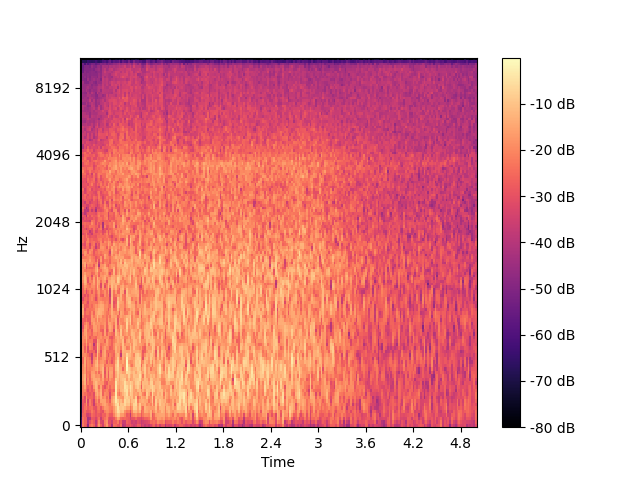 8192
4096
2048
1024
512
0
Hz
0 0.6 1.2 1.8 2.4 3 3.6 4.2 4.8
Time
-10 dB
-20 dB
-30 dB
-40 dB
-50 dB
-60 dB
-70 dB
-80 dB